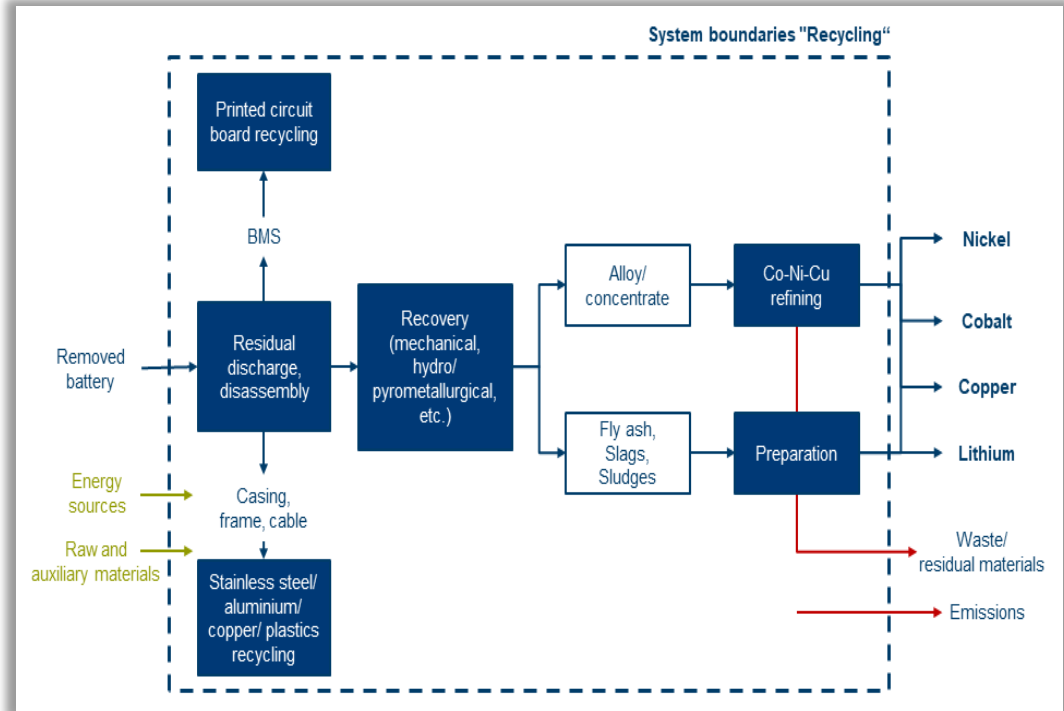 System boundaries "Recycling“
Printed circuit
board recycling
BMS
Removed
battery
Residual
discharge,
disassembly
Recovery
(mechanical,
hydro/
pyrometallurgical,
etc.)
Alloy/
concentrate
Co-Ni-Cu
refining
Fly ash,
Slags,
Sludges
Preparation
Nickel
Cobalt
Copper
Lithium
Energy
sources
Raw and
auxiliary materials
Casing,
frame, cable
Stainless steel/
aluminium/
copper/ plastics
recycling
Waste/
residual materials
Emissions